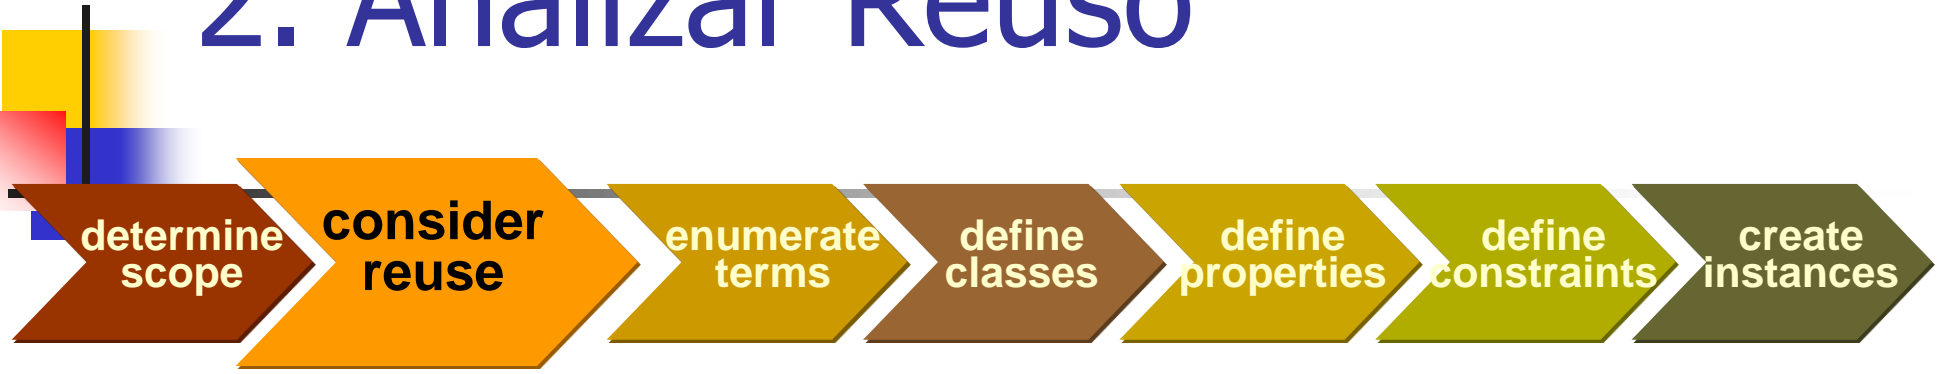 2. Analizar Reuso
determine
scope
consider
reuse
enumerate
terms
define
classes
define
properties
define
constraints
create
instances